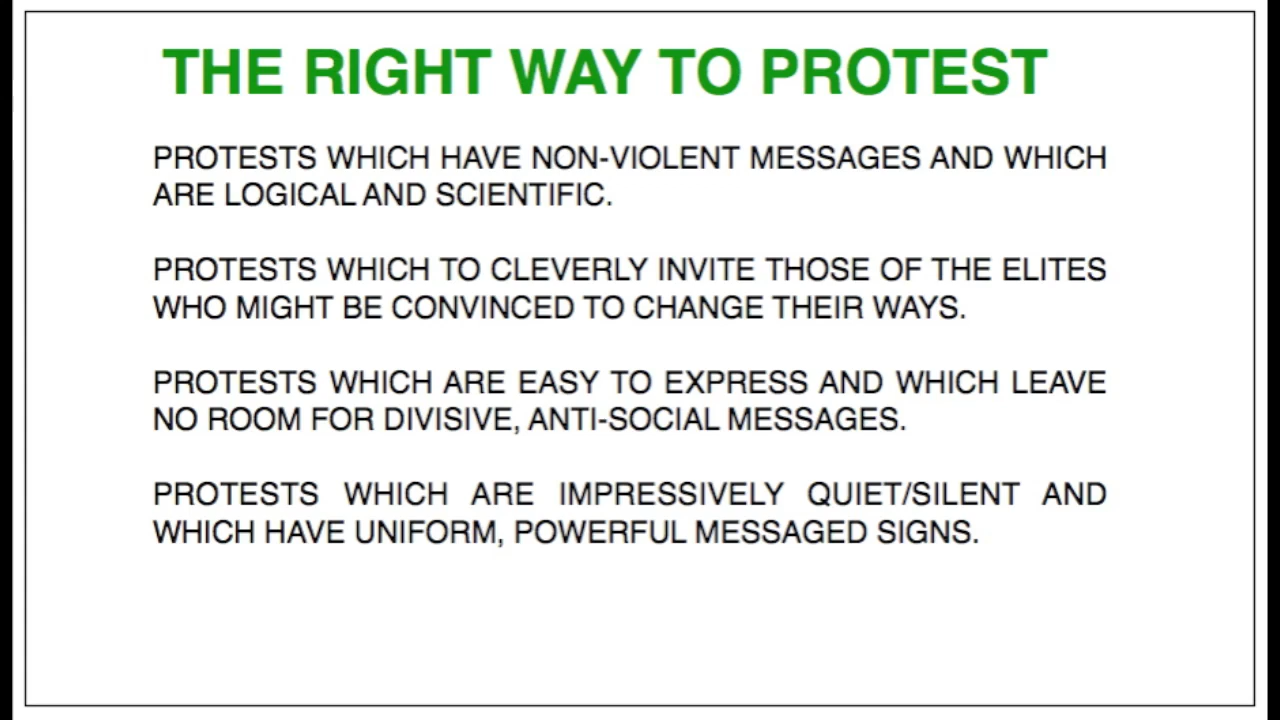 THE RIGHT WAY TO PROTEST
PROTESTS WHICH HAVE NON-VIOLENT MESSAGES AND WHICH
ARE LOGICAL AND SCIENTIFIC.
PROTESTS WHICH TO CLEVERLY INVITE THOSE OF THE ELITES
WHO MIGHT BE CONVINCED TO CHANGE THEIR WAYS.
PROTESTS WHICH ARE EASY TO EXPRESS AND WHICH LEAVE
NO ROOM FOR DIVISIVE, ANTI-SOCIAL MESSAGES.
PROTESTS WHICH ARE IMPRESSIVELY QUIET/SILENT AND
WHICH HAVE UNIFORM, POWERFUL MESSAGED SIGNS.